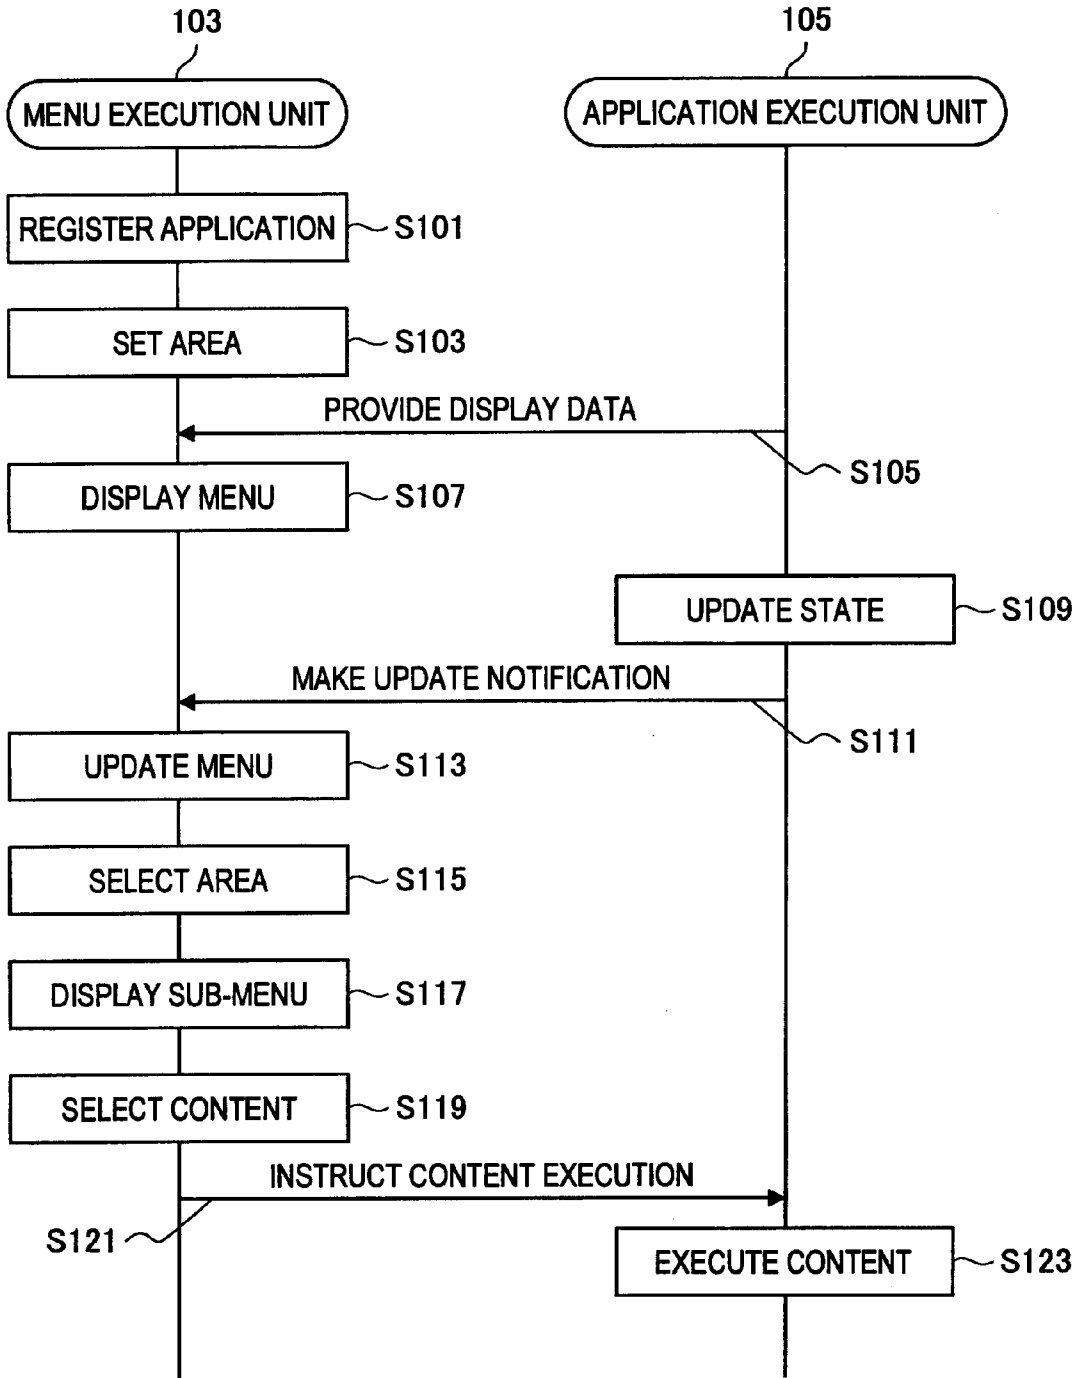 103
105
MENU EXECUTION UNIT
APPLICATION EXECUTION UNIT
REGISTER APPLICATION
S101
SET AREA
S103
PROVIDE DISPLAY DATA
S105
DISPLAY MENU
S107
UPDATE STATE
S109
MAKE UPDATE NOTIFICATION
S111
UPDATE MENU
S113
SELECT AREA
S115
DISPLAY SUB-MENU
S117
SELECT CONTENT
S119
INSTRUCT CONTENT EXECUTION
S121
EXECUTE CONTENT
S123